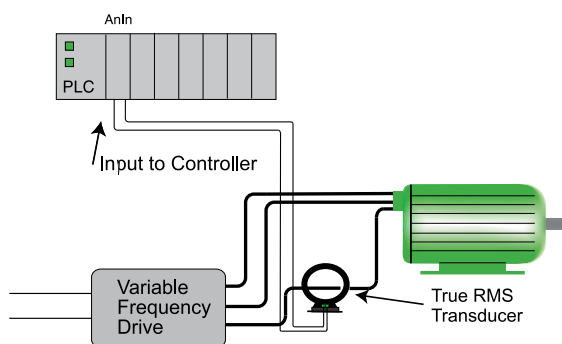 AnIn
PLC
Input to Controller
Variable
Frequency
Drive
True RMS
Transducer